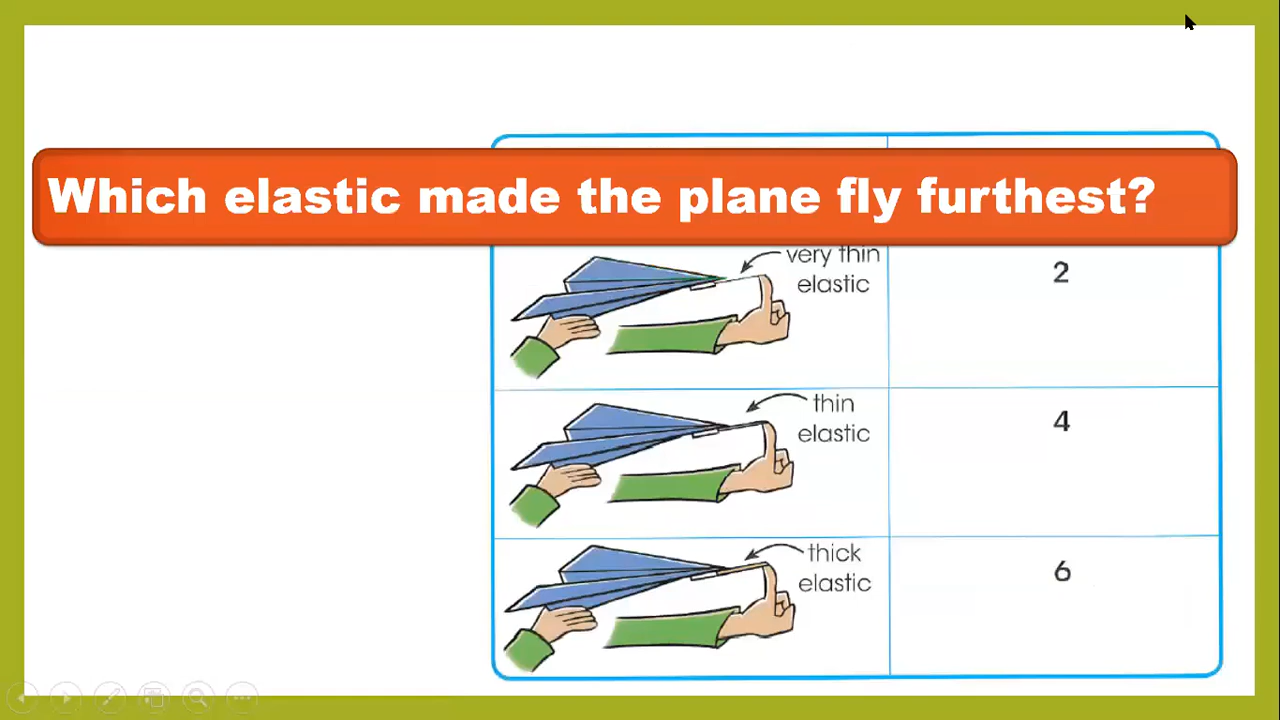 Which elastic made the plane fly furthest?
very thin
elastic
2
thin
elastic
4
thick
elastic
6